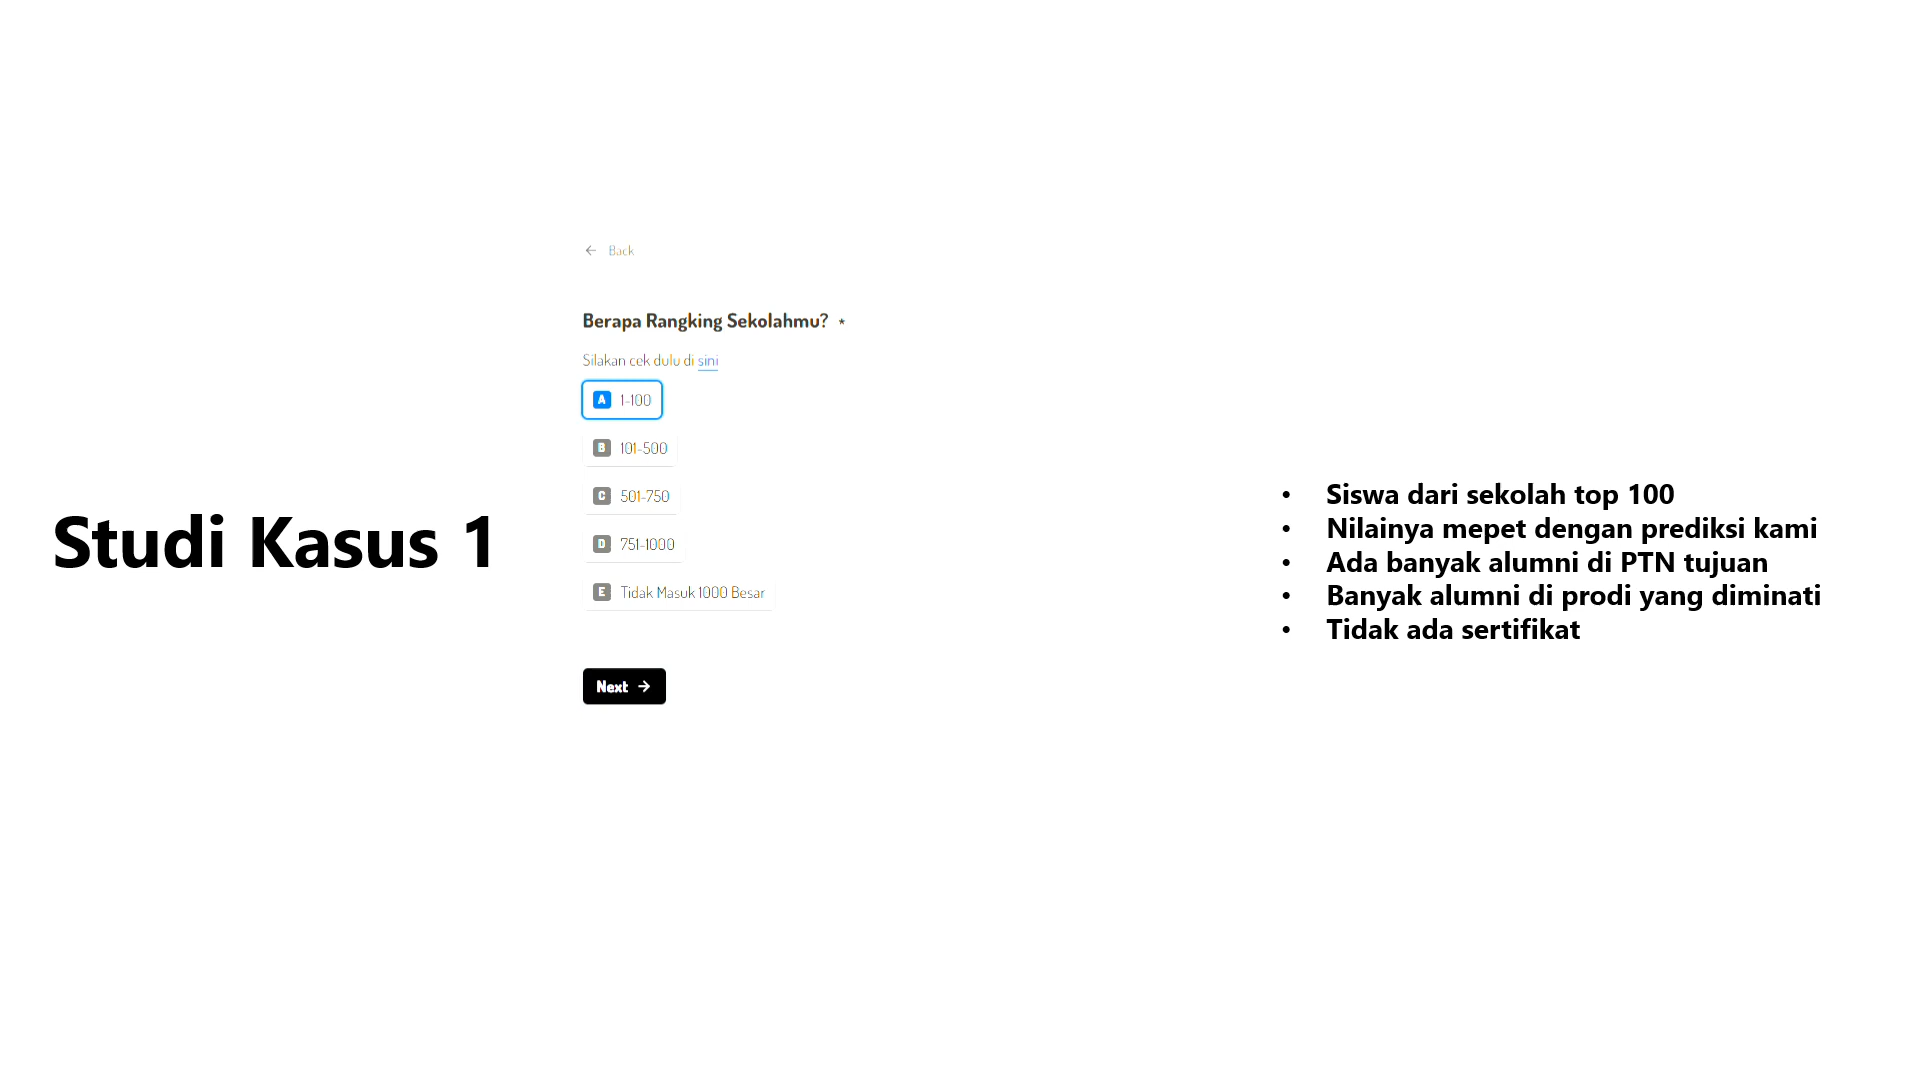 Studi Kasus 1
← Back
Berapa Rangking Sekolahmu? *
Silakan cek dulu di sini
A 1-100
B 101-500
C 501-750
D 751-1000
E Tidak Masuk 1000 Besar
Next →
• Siswa dari sekolah top 100
• Nilainya mepet dengan prediksi kami
• Ada banyak alumni di PTN tujuan
• Banyak alumni di prodi yang diminati
• Tidak ada sertifikat